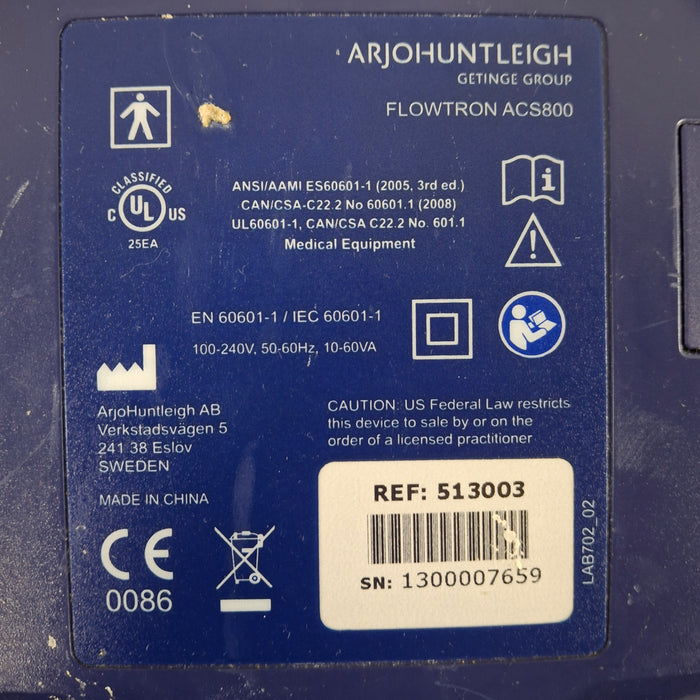 ARJOHUNTLEIGH
GETINGE GROUP
FLOWTRON ACS800
CLASSIFIED
C UL US
25EA
ANSI/AAMI ES60601-1 (2005, 3rd ed.)
CAN/CSA-C22.2 No 60601.1 (2008)
UL60601-1, CAN/CSA C22.2 No. 601.1
Medical Equipment
i
EN 60601-1 / IEC 60601-1
100-240V, 50-60Hz, 10-60VA
ArjoHuntleigh AB
Verkstadsvägen 5
241 38 Eslöv
SWEDEN
MADE IN CHINA
CE
0086
CAUTION: US Federal Law restricts
this device to sale by or on the
order of a licensed practitioner
REF: 513003
SN: 1300007659
LAB702_02